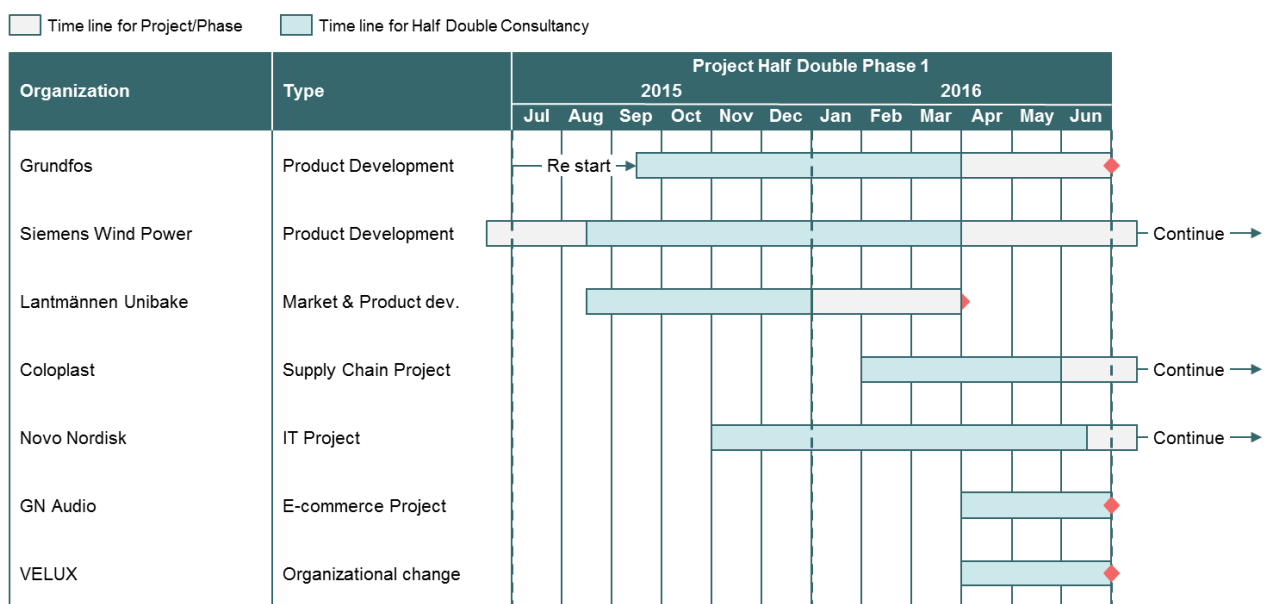 Time line for Project/Phase
Time line for Half Double Consultancy
Organization
Type
Project Half Double Phase 1
2015
2016
Jul Aug Sep Oct Nov Dec Jan Feb Mar Apr May Jun
Grundfos
Product Development
Re start
Siemens Wind Power
Product Development
Continue
Lantmännen Unibake
Market & Product dev.
Coloplast
Supply Chain Project
Continue
Novo Nordisk
IT Project
Continue
GN Audio
E-commerce Project
VELUX
Organizational change